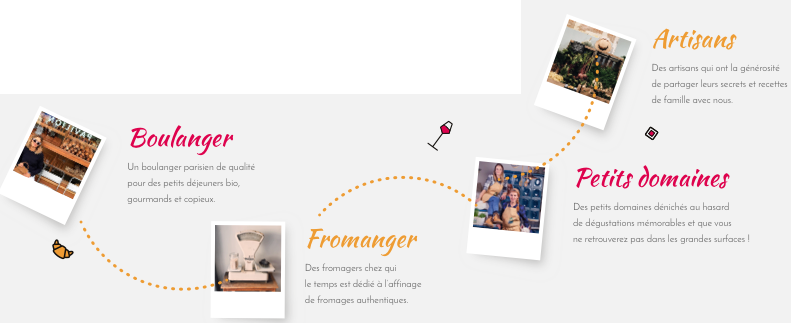 Artisans
Des artisans qui ont la générosité
de partager leurs secrets et recettes
de famille avec nous.
Boulanger
Un boulanger parisien de qualité
pour des petits déjeuners bio,
gourmands et copieux.
Petits domaines
Des petits domaines dénichés au hasard
de dégustations mémorables et que vous
ne retrouverez pas dans les grandes surfaces !
Fromanger
Des fromagers chez qui
le temps est dédié à l'affinage
de fromages authentiques.